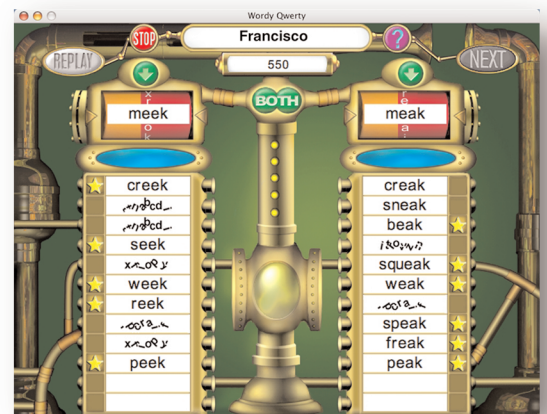 Wordy Qwerty
STOP
Francisco
?
REPLAY
550
NEXT
BOTH
meek
meak
creek
creak
sneak
beak
seek
squeak
week
weak
reek
speak
freak
peek
peak